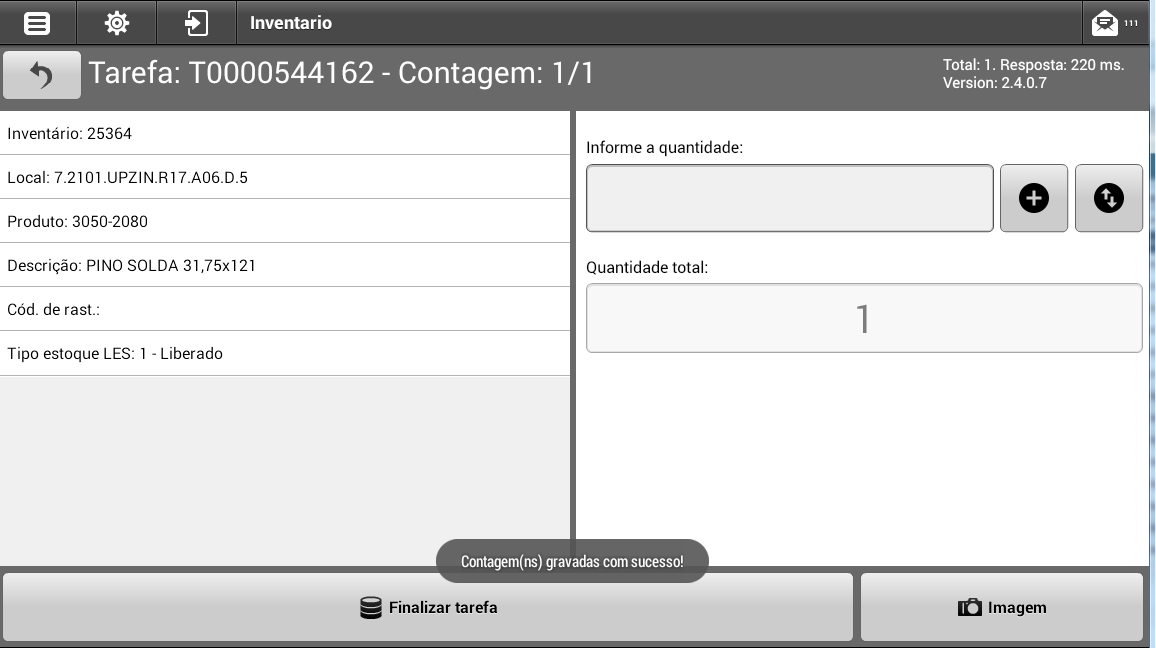 Inventario
111
Tarefa: T0000544162 - Contagem: 1/1
Total: 1. Resposta: 220 ms.
Version: 2.4.0.7
Inventário: 25364
Local: 7.2101.UPZIN.R17.A06.D.5
Produto: 3050-2080
Descrição: PINO SOLDA 31,75x121
Cód. de rast.:
Tipo estoque LES: 1 - Liberado
Informe a quantidade:
Quantidade total:
1
Contagem(ns) gravadas com sucesso!
Finalizar tarefa
Imagem